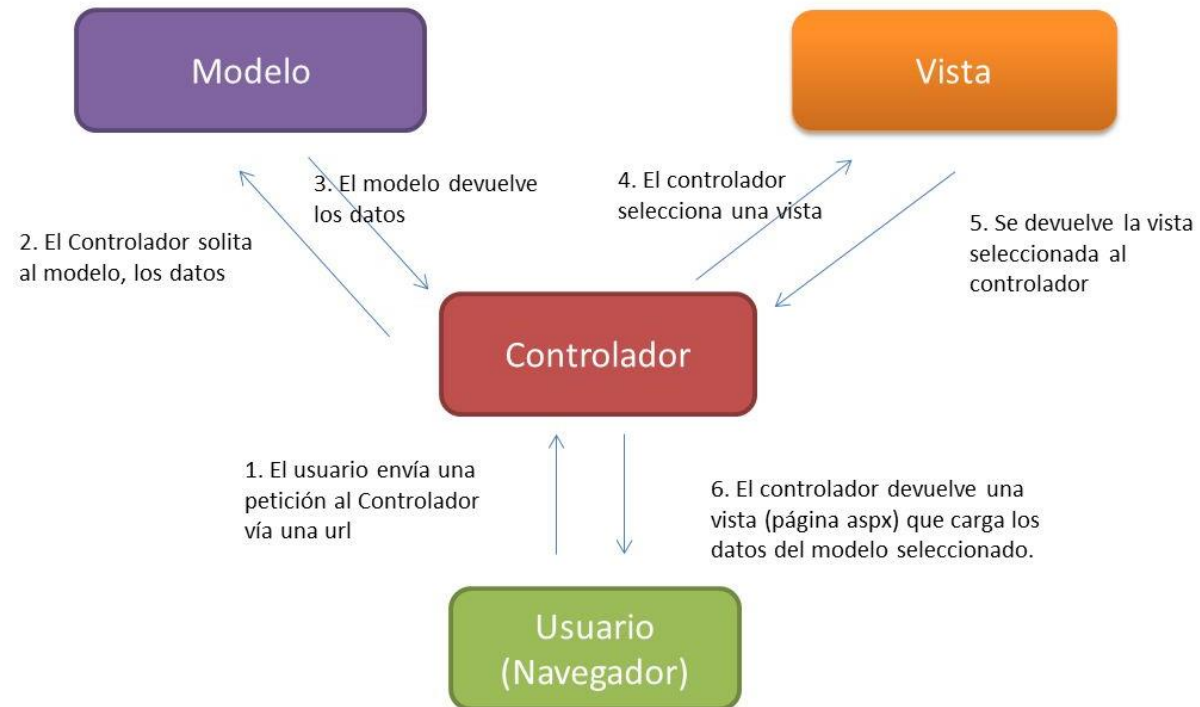 Modelo
Vista
3. El modelo devuelve
los datos
4. El controlador
selecciona una vista
2. El Controlador solita
al modelo, los datos
5. Se devuelve la vista
seleccionada al
controlador
Controlador
1. El usuario envía una
petición al Controlador
vía una url
6. El controlador devuelve una
vista (página aspx) que carga los
datos del modelo seleccionado.
Usuario
(Navegador)